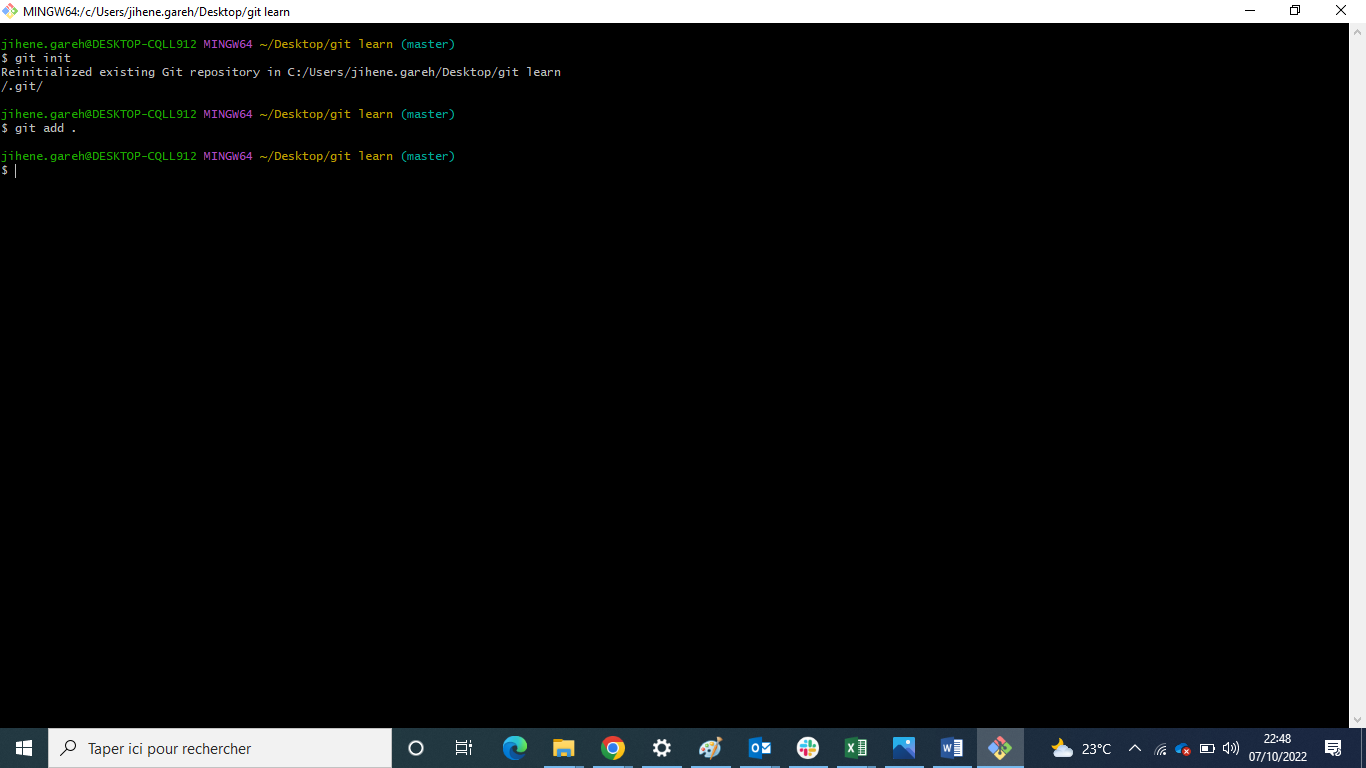 MINGW64:/c/Users/jihene.gareh/Desktop/git learn
jihene.gareh@DESKTOP-CQLL912 MINGW64 ~/Desktop/git learn (master)
$ git init
Reinitialized existing Git repository in C:/Users/jihene.gareh/Desktop/git learn
/.git/
jihene.gareh@DESKTOP-CQLL912 MINGW64 ~/Desktop/git learn (master)
$ git add .
jihene.gareh@DESKTOP-CQLL912 MINGW64 ~/Desktop/git learn (master)
$
Taper ici pour rechercher
23°C
22:48
07/10/2022